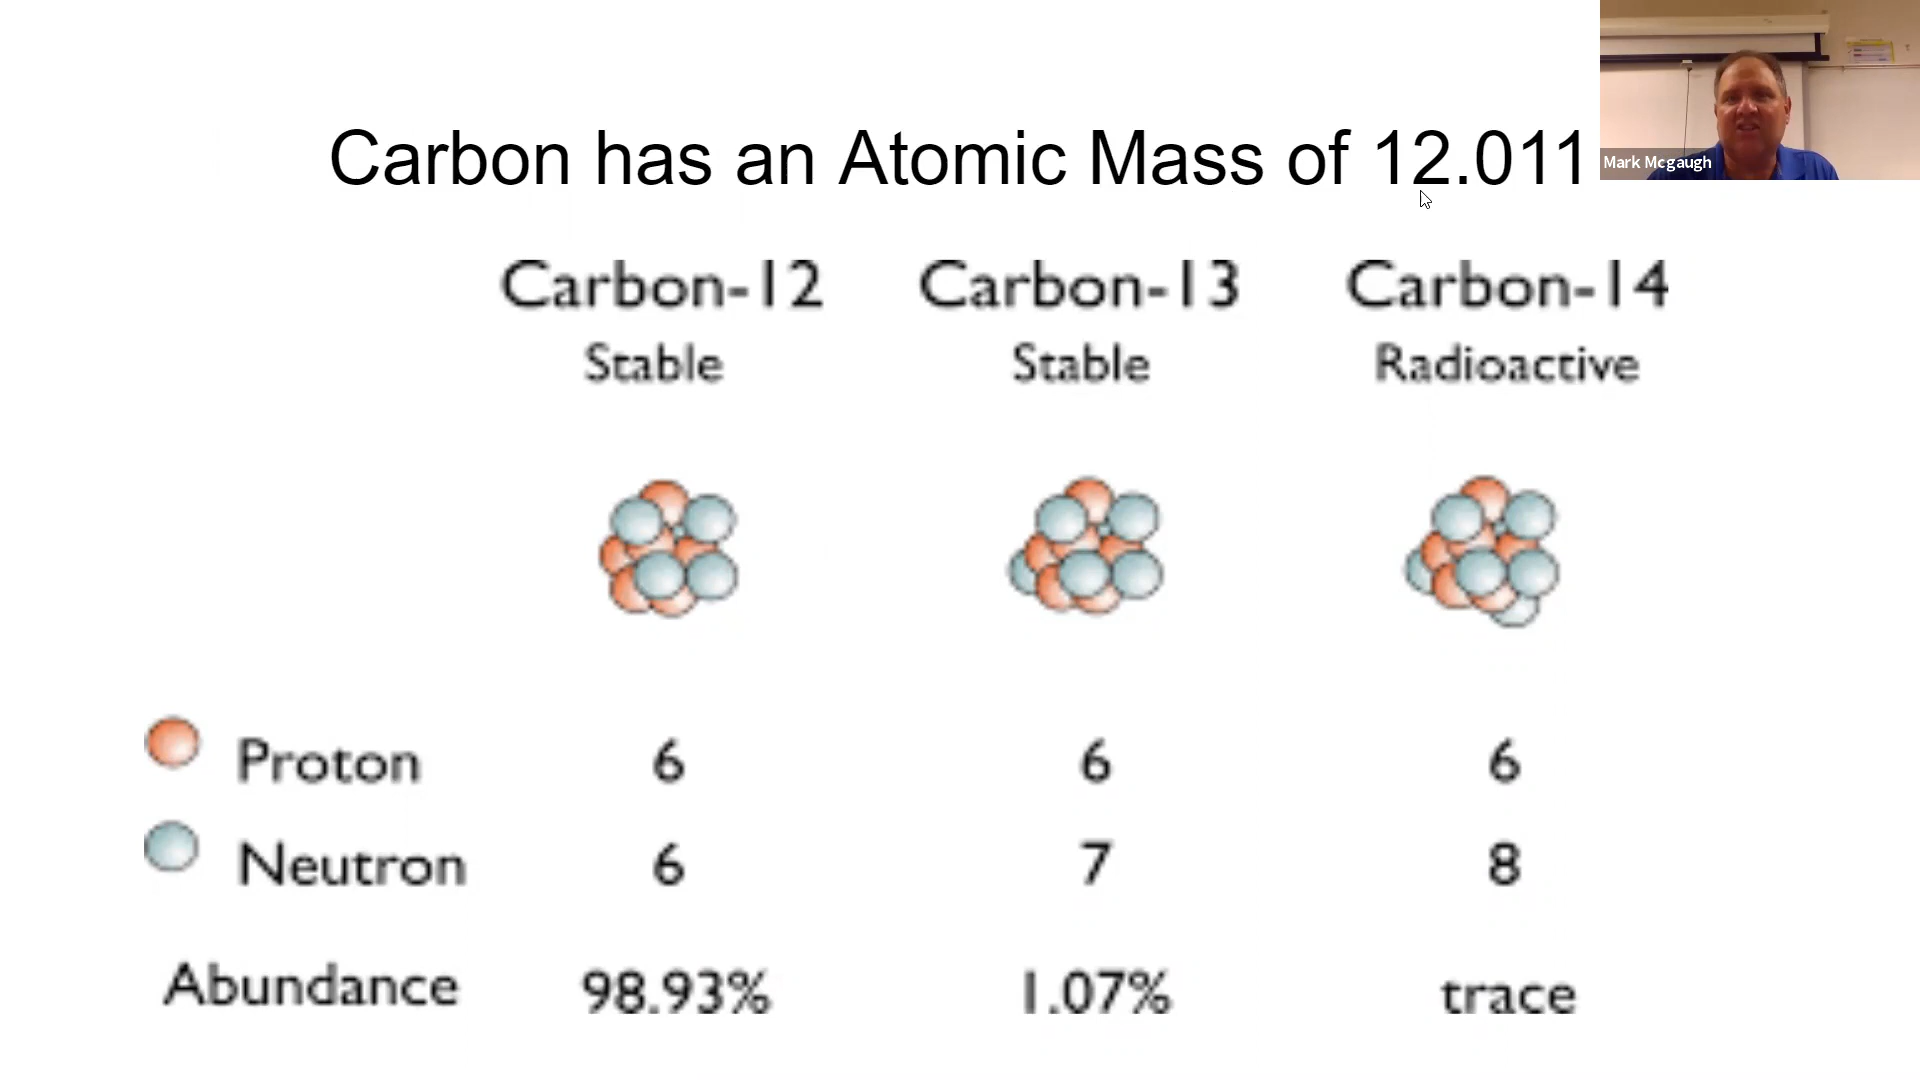 Carbon has an Atomic Mass of 12.011
Mark Mcgaugh
Carbon-12 Carbon-13 Carbon-14
Stable Stable Radioactive
Proton 6 6 6
Neutron 6 7 8
Abundance 98.93% 1.07% trace